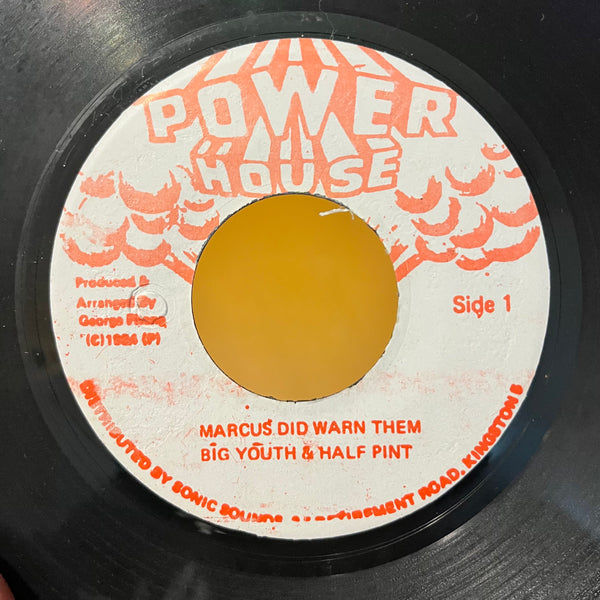 POWER
HOUSE
Produced &
Arranged By
George Phang
(C) 1984 (P)
Side 1
MARCUS DID WARN THEM
BIG YOUTH & HALF PINT
DISTRIBUTED BY SONIC SOUNDS, RETIREMENT ROAD, KINGSTON 5